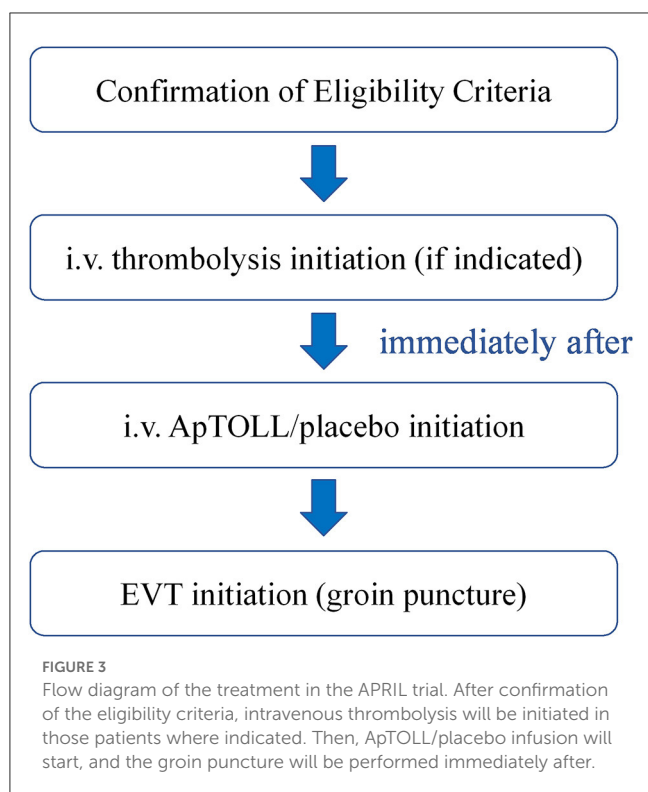 Confirmation of Eligibility Criteria
i.v. thrombolysis initiation (if indicated)
immediately after
i.v. ApTOLL/placebo initiation
EVT initiation (groin puncture)
FIGURE 3
Flow diagram of the treatment in the APRIL trial. After confirmation
of the eligibility criteria, intravenous thrombolysis will be initiated in
those patients where indicated. Then, ApTOLL/placebo infusion will
start, and the groin puncture will be performed immediately after.